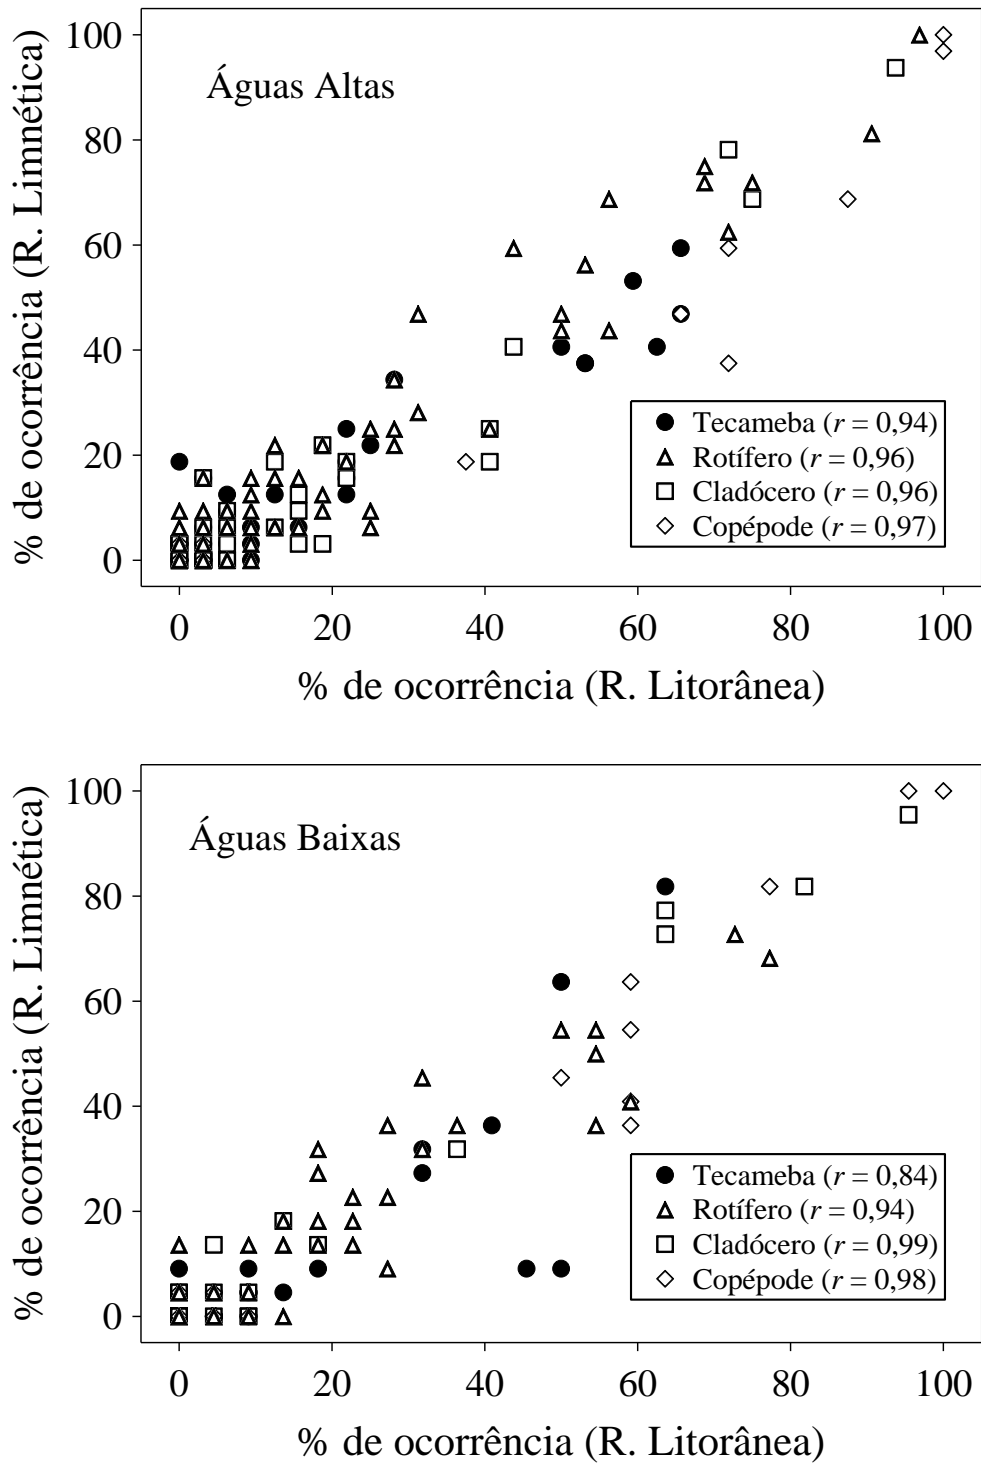 Águas Altas
% de ocorrência (R. Limnética)
100
80
60
40
20
0
Tecameba (r = 0,94)
Rotífero (r = 0,96)
Cladócero (r = 0,96)
Copépode (r = 0,97)
0 20 40 60 80 100
% de ocorrência (R. Litorânea)
Águas Baixas
% de ocorrência (R. Limnética)
100
80
60
40
20
0
Tecameba (r = 0,84)
Rotífero (r = 0,94)
Cladócero (r = 0,99)
Copépode (r = 0,98)
0 20 40 60 80 100
% de ocorrência (R. Litorânea)